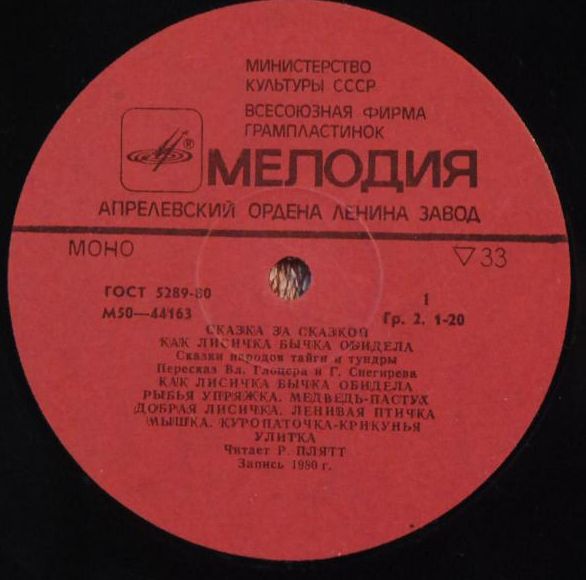 МИНИСТЕРСТВО
КУЛЬТУРЫ СССР
ВСЕСОЮЗНАЯ ФИРМА
ГРАМПЛАСТИНОК
®
МЕЛОДИЯ
АПРЕЛЕВСКИЙ ОРДЕНА ЛЕНИНА ЗАВОД
МОНО
▽ 33
ГОСТ 5289-80
М50—44163
1
Гр. 2. 1-20
СКАЗКА ЗА СКАЗКОЙ
КАК ЛИСИЧКА БЫЧКА ОБИДЕЛА
Сказки народов тайги и тундры
Пересказ Вл. Глоцера и Г. Снегирева
КАК ЛИСИЧКА БЫЧКА ОБИДЕЛА
РЫБЬЯ УПРЯЖКА. МЕДВЕДЬ-ПАСТУХ
ДОБРАЯ ЛИСИЧКА. ЛЕНИВАЯ ПТИЧКА
МЫШКА. КУРОПАТОЧКА-КРИКУНЬЯ
УЛИТКА
Читает Р. ПЛЯТТ
Запись 1980 г.